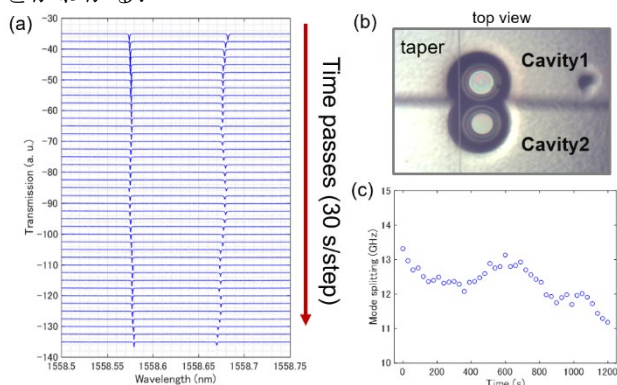 (a)
-30
-40
-50
-60
-70
-80
-90
-100
-110
-120
-130
-140
Transmission (a. u.)
1558.5 1558.55 1558.6 1558.65 1558.7 1558.75
Wavelength (nm)
Time passes (30 s/step)
(b)
top view
taper
Cavity1
Cavity2
(c)
15
14
13
12
11
10
Mode splitting (GHz)
0 200 400 600 800 1000 1200
Time (s)